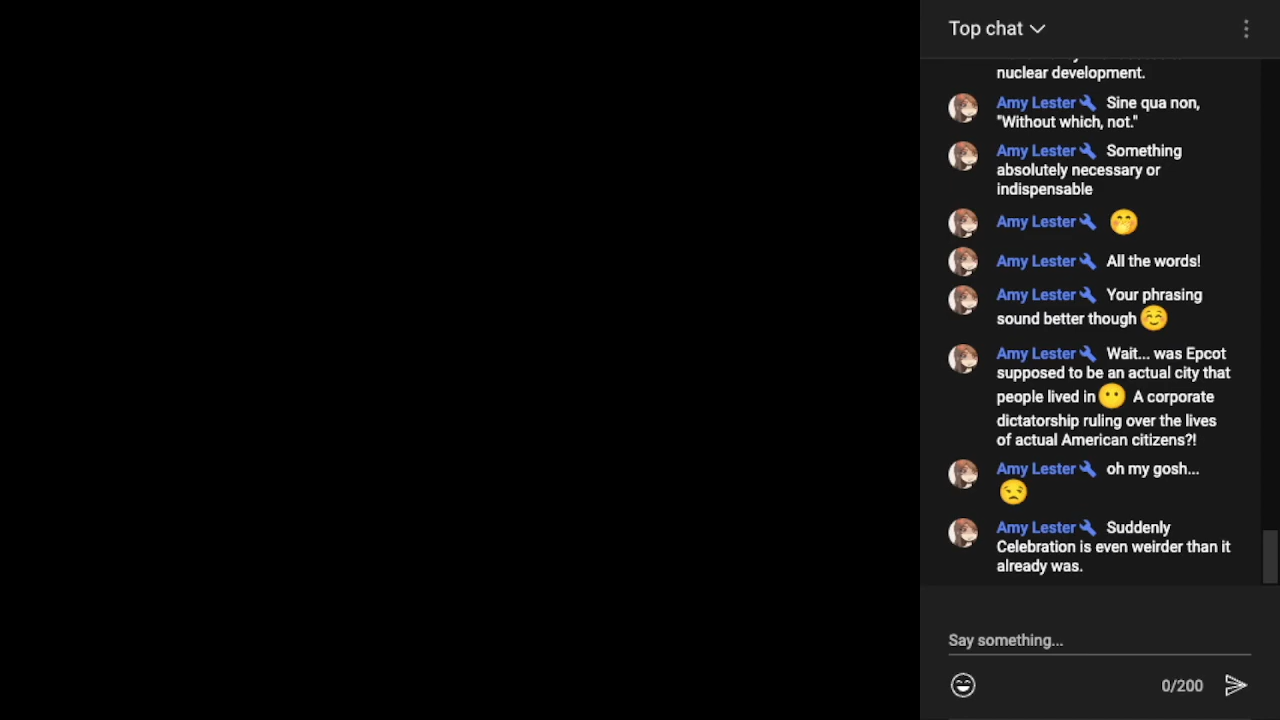 Top chat
nuclear development.
Amy Lester Sine qua non,
"Without which, not."
Amy Lester Something
absolutely necessary or
indispensable
Amy Lester
Amy Lester All the words!
Amy Lester Your phrasing
sound better though
Amy Lester Wait... was Epcot
supposed to be an actual city that
people lived in A corporate
dictatorship ruling over the lives
of actual American citizens?!
Amy Lester oh my gosh...
Amy Lester Suddenly
Celebration is even weirder than it
already was.
Say something...
0/200